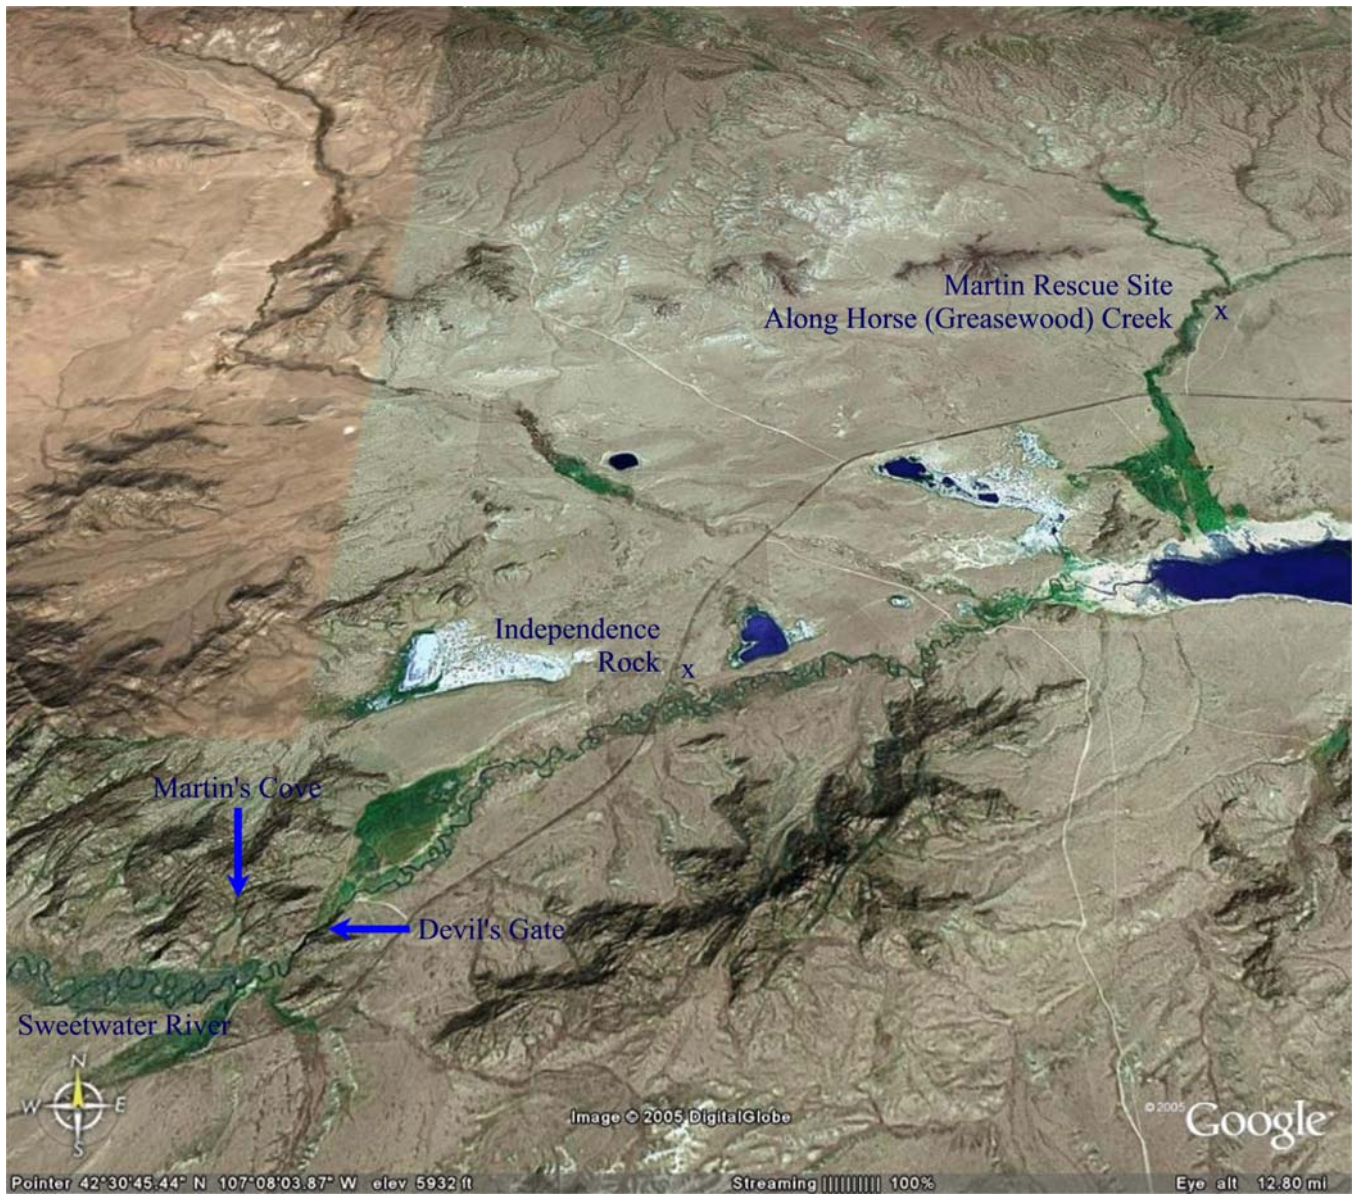 Martin Rescue Site
Along Horse (Greasewood) Creek
x
Independence
Rock
x
Martin's Cove
Devil's Gate
Sweetwater River
N
W E
S
Image © 2005 DigitalGlobe
© 2005 Google
Pointer 42°30'45.44" N 107°08'03.87" W elev 5932 ft Streaming |||||||||| 100% Eye alt 12.80 mi